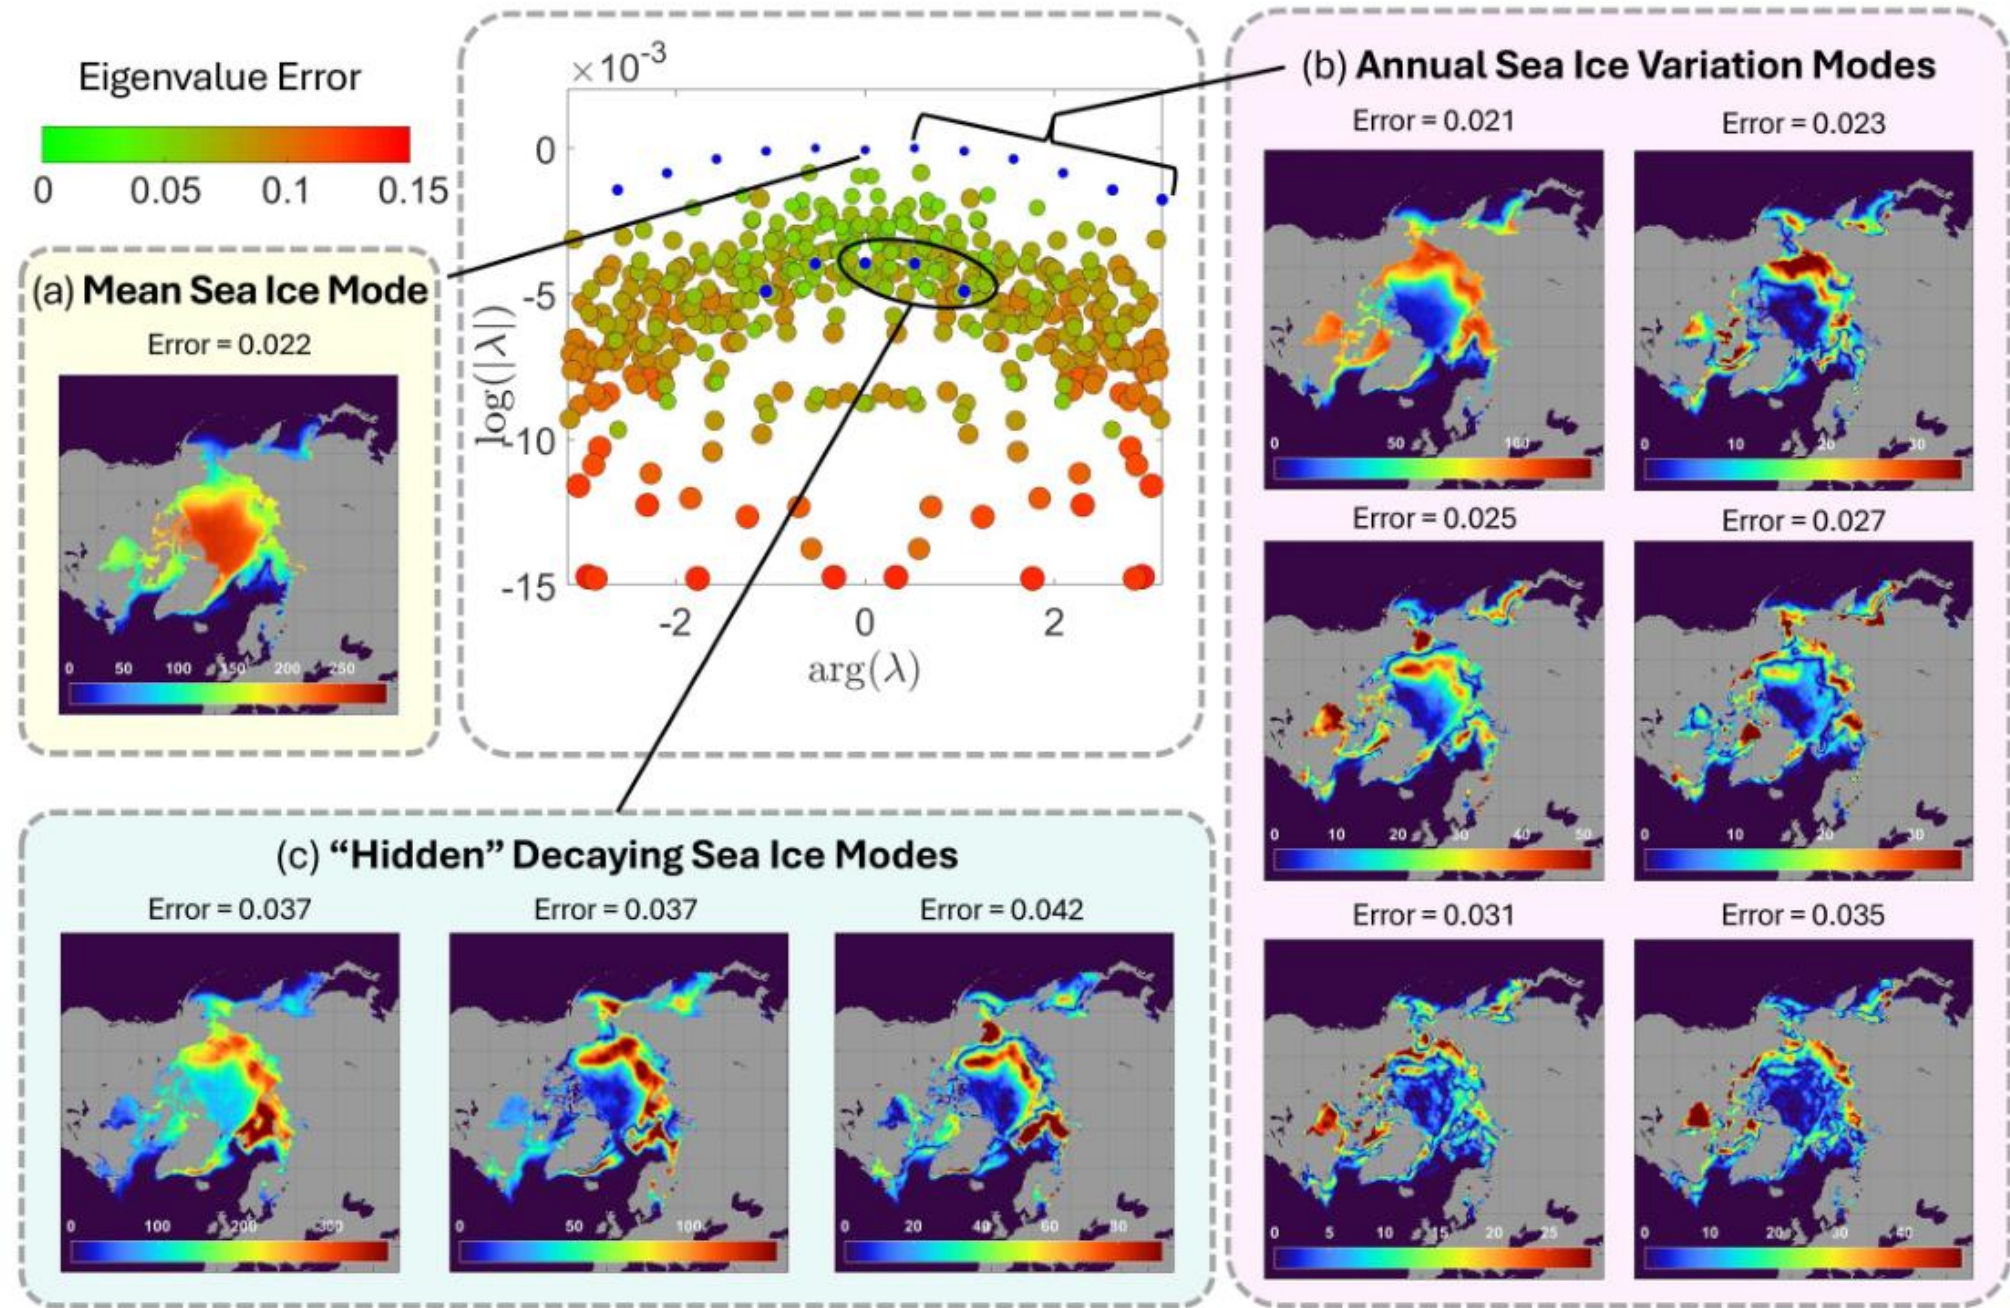 Eigenvalue Error
0 0.05 0.1 0.15
(a) Mean Sea Ice Mode
Error = 0.022
0 50 100 150 200 250
×10⁻³
0
-5
-10
-15
log(|λ|)
-2 0 2
arg(λ)
(b) Annual Sea Ice Variation Modes
Error = 0.021
0 50 100
Error = 0.023
0 10 20 30
Error = 0.025
0 10 20 30 40 50
Error = 0.027
0 10 20 30
Error = 0.031
0 5 10 15 20 25
Error = 0.035
0 10 20 30 40
(c) “Hidden” Decaying Sea Ice Modes
Error = 0.037
0 100 200 300
Error = 0.037
0 50 100
Error = 0.042
0 20 40 60 80